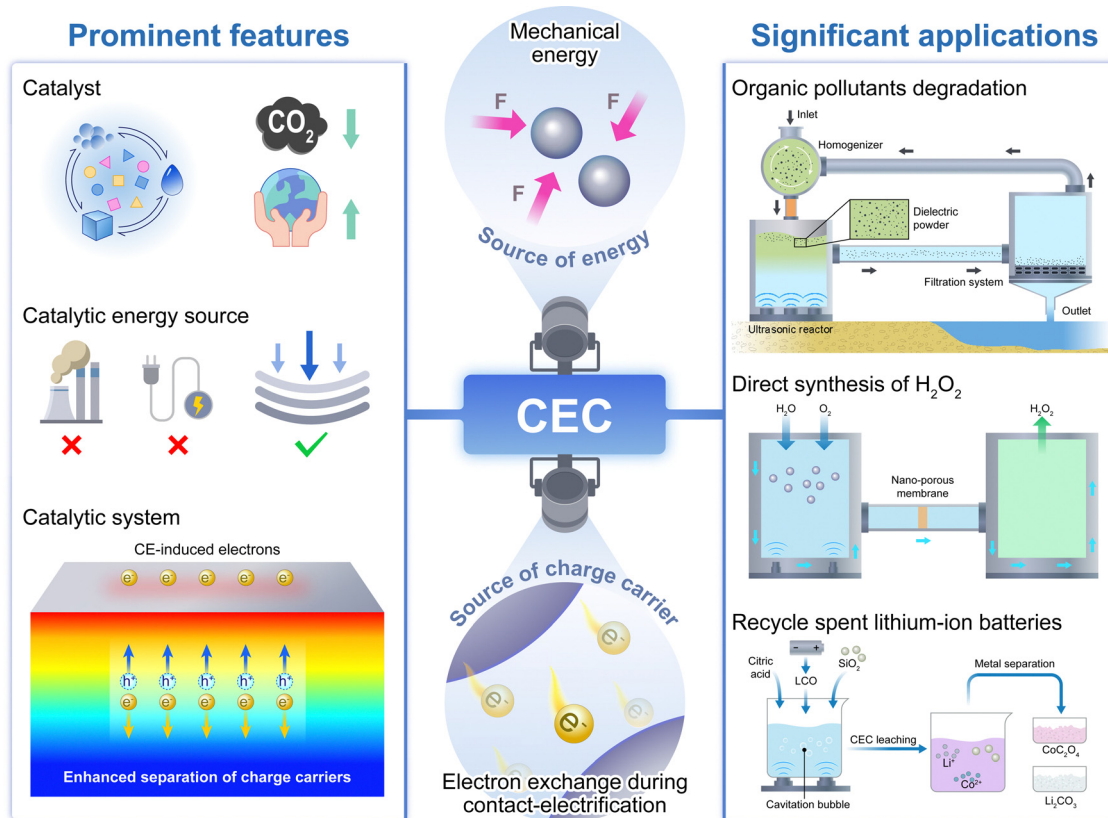 Prominent features
Catalyst
CO₂
Catalytic energy source
Catalytic system
CE-induced electrons
e⁻ e⁻ e⁻ e⁻ e⁻
h⁺ h⁺ h⁺ h⁺ h⁺
e⁻ e⁻ e⁻ e⁻ e⁻
Enhanced separation of charge carriers
Mechanical
energy
F
F
F
Source of energy
CEC
Source of charge carrier
e-
e-
e-
e-
e-
Electron exchange during
contact-electrification
Significant applications
Organic pollutants degradation
Inlet
Homogenizer
Dielectric
powder
Filtration system
Outlet
Ultrasonic reactor
Direct synthesis of H₂O₂
H₂O O₂
H₂O₂
Nano-porous
membrane
Recycle spent lithium-ion batteries
− +
Citric
acid
LCO
SiO₂
Metal separation
CEC leaching
Li⁺
Co²⁺
CoC₂O₄
Li₂CO₃
Cavitation bubble